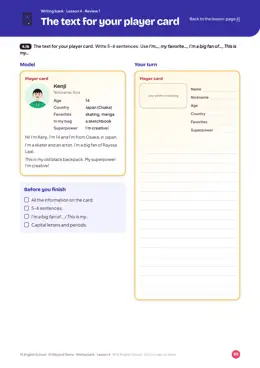 Writing bank · Lesson 4 · Review 1
The text for your player card
Back to the lesson: page
The text for your player card. Write 5–6 sentences. Use I'm..., my favorite..., I'm a big fan of..., This is
my...
Model
Player card
Kenji
Nickname:
Age 14
Country Japan (Osaka)
Favorites skating, manga
In my bag a sketchbook
Superpower I'm creative!
Hi! I'm Kenji. I'm 14 and I'm from Osaka, in Japan.
I'm a skater and an artist. I'm a big fan of Rayssa
Leal.
This is my old black backpack. My superpower?
I'm creative!
Before you finish
All the information on the card.
5–6 sentences.
I'm a big fan of... / This is my...
Capital letters and periods.
Your turn
Player card
Name
Nickname
Age
Country
Favorites
Superpower